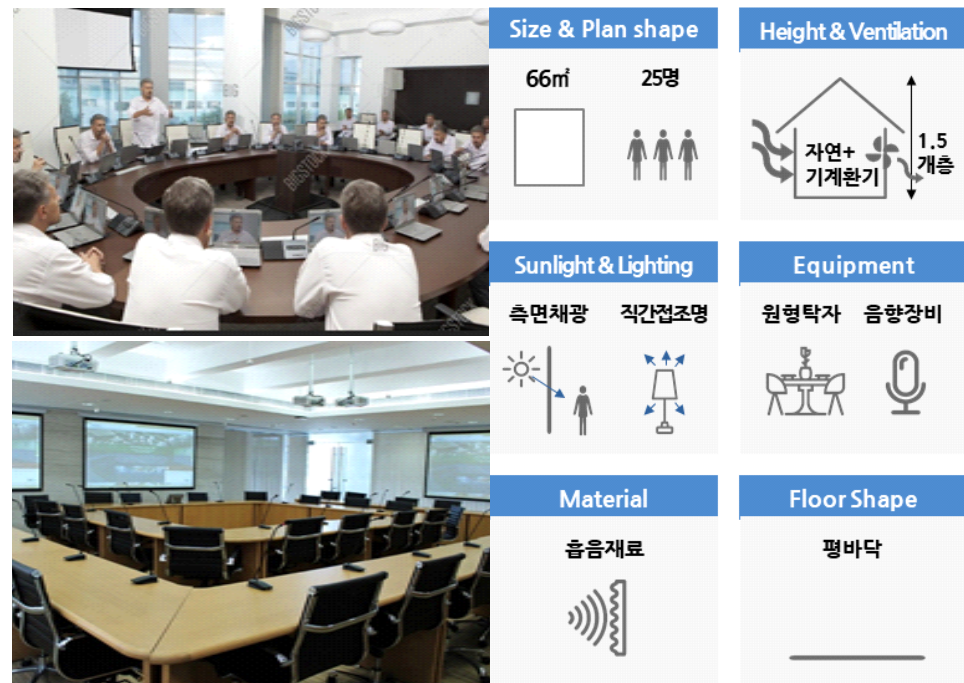 Size & Plan shape
66㎡
25명
Height & Ventilation
자연+
기계환기
1.5
개층
Sunlight & Lighting
측면채광
직간접조명
Equipment
원형탁자
음향장비
Material
흡음재료
Floor Shape
평바닥
BIGSTOCK
BIG